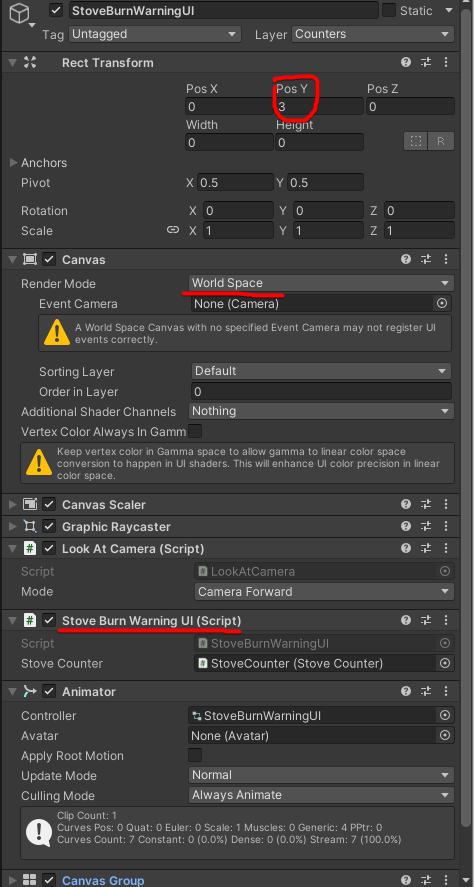 StoveBurnWarningUI Static
Tag Untagged Layer Counters
Rect Transform
Pos X Pos Y Pos Z
0 3 0
Width Height
0 0
R
Anchors
Pivot X 0.5 Y 0.5
Rotation X 0 Y 0 Z 0
Scale X 1 Y 1 Z 1
Canvas
Render Mode World Space
Event Camera None (Camera)
A World Space Canvas with no specified Event Camera may not register UI
events correctly.
Sorting Layer Default
Order in Layer 0
Additional Shader Channels Nothing
Vertex Color Always In Gamm
Keep vertex color in Gamma space to allow gamma to linear color space
conversion to happen in UI shaders. This will enhance UI color precision in linear
color space.
Canvas Scaler
Graphic Raycaster
# Look At Camera (Script)
Script # LookAtCamera
Mode Camera Forward
# Stove Burn Warning UI (Script)
Script # StoveBurnWarningUI
Stove Counter # StoveCounter (Stove Counter)
Animator
Controller StoveBurnWarningUI
Avatar None (Avatar)
Apply Root Motion
Update Mode Normal
Culling Mode Always Animate
Clip Count: 1
Curves Pos: 0 Quat: 0 Euler: 0 Scale: 1 Muscles: 0 Generic: 4 PPtr: 0
Curves Count: 7 Constant: 0 (0.0%) Dense: 0 (0.0%) Stream: 7 (100.0%)
Canvas Group